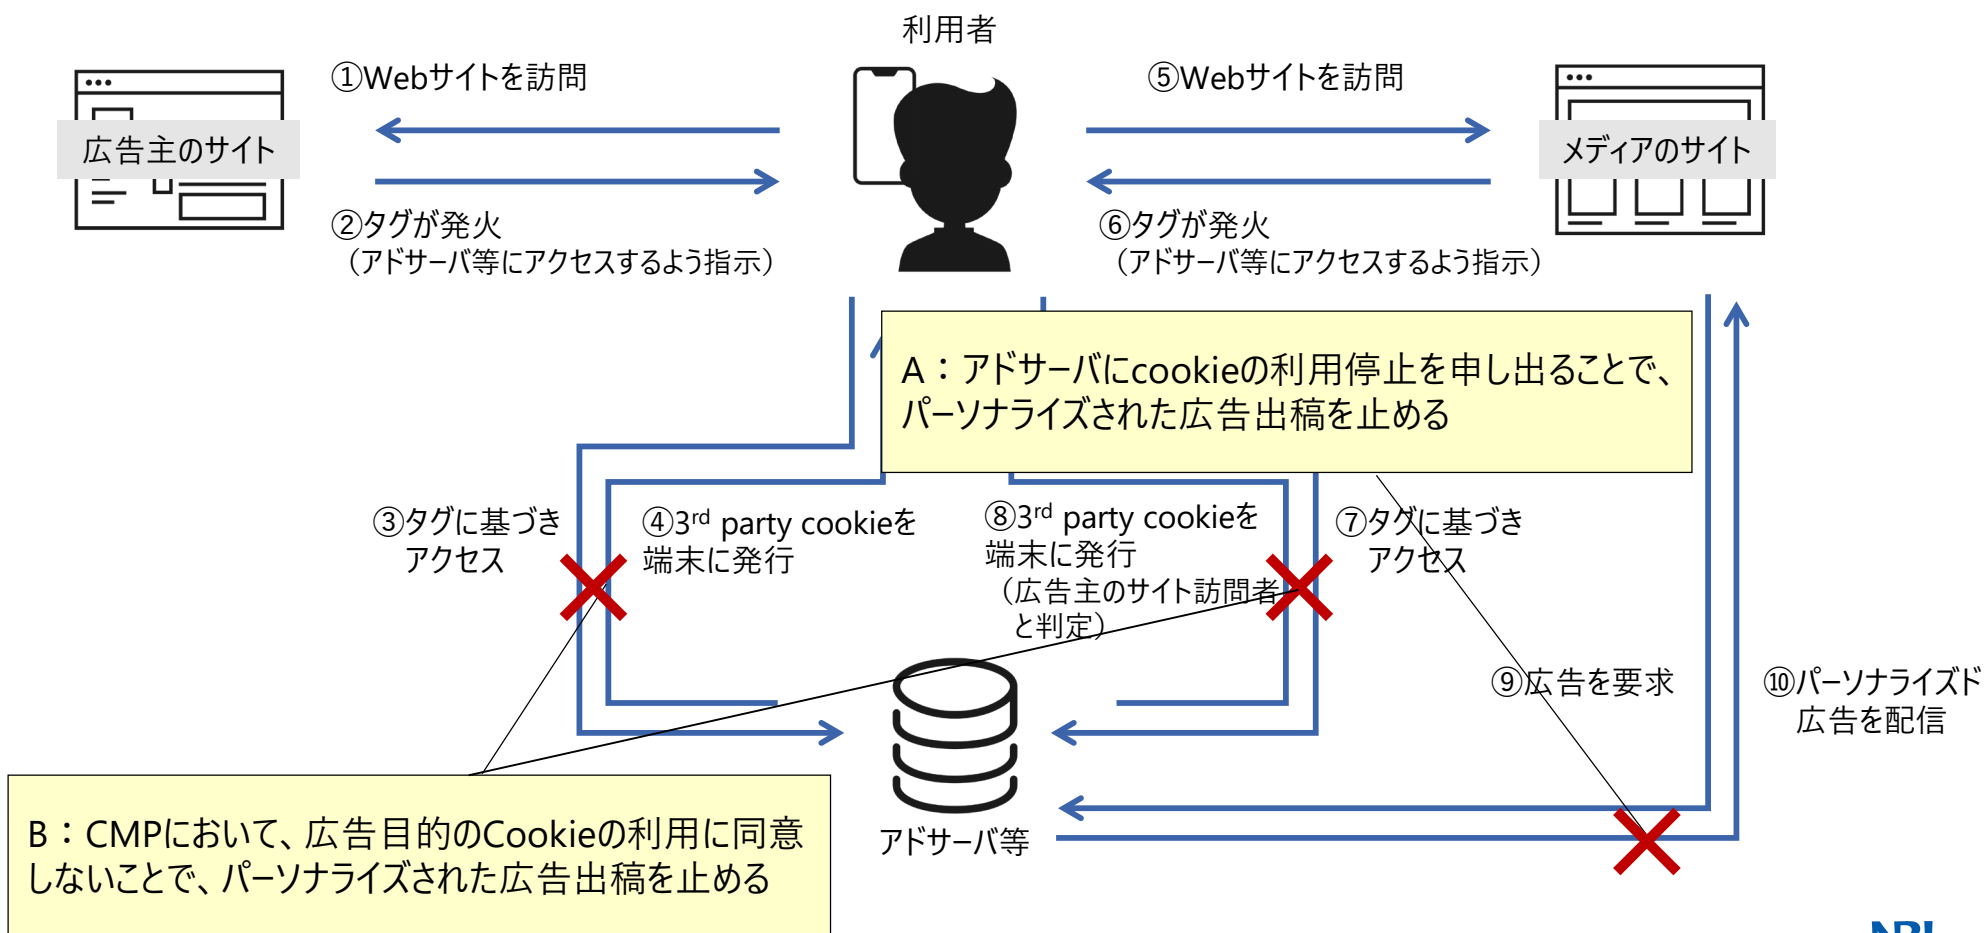 利用者
①Webサイトを訪問
⑤Webサイトを訪問
広告主のサイト
メディアのサイト
②タグが発火
（アドサーバ等にアクセスするよう指示）
⑥タグが発火
（アドサーバ等にアクセスするよう指示）
A：アドサーバにcookieの利用停止を申し出ることで、
パーソナライズされた広告出稿を止める
③タグに基づき
アクセス
④3rd party cookieを
端末に発行
⑧3rd party cookieを
端末に発行
（広告主のサイト訪問者
と判定）
⑦タグに基づき
アクセス
⑨広告を要求
⑩パーソナライズド
広告を配信
アドサーバ等
B：CMPにおいて、広告目的のCookieの利用に同意
しないことで、パーソナライズされた広告出稿を止める